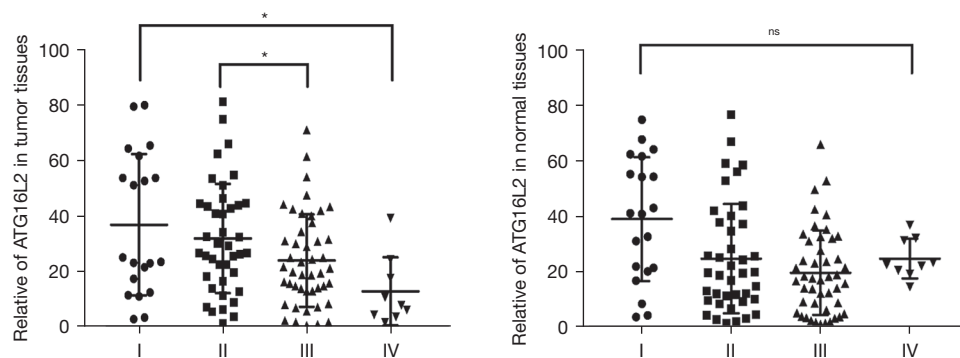 Relative of ATG16L2 in tumor tissues
100
80
60
40
20
0
*
*
I
II
III
IV
Relative of ATG16L2 in normal tissues
100
80
60
40
20
0
ns
I
II
III
IV